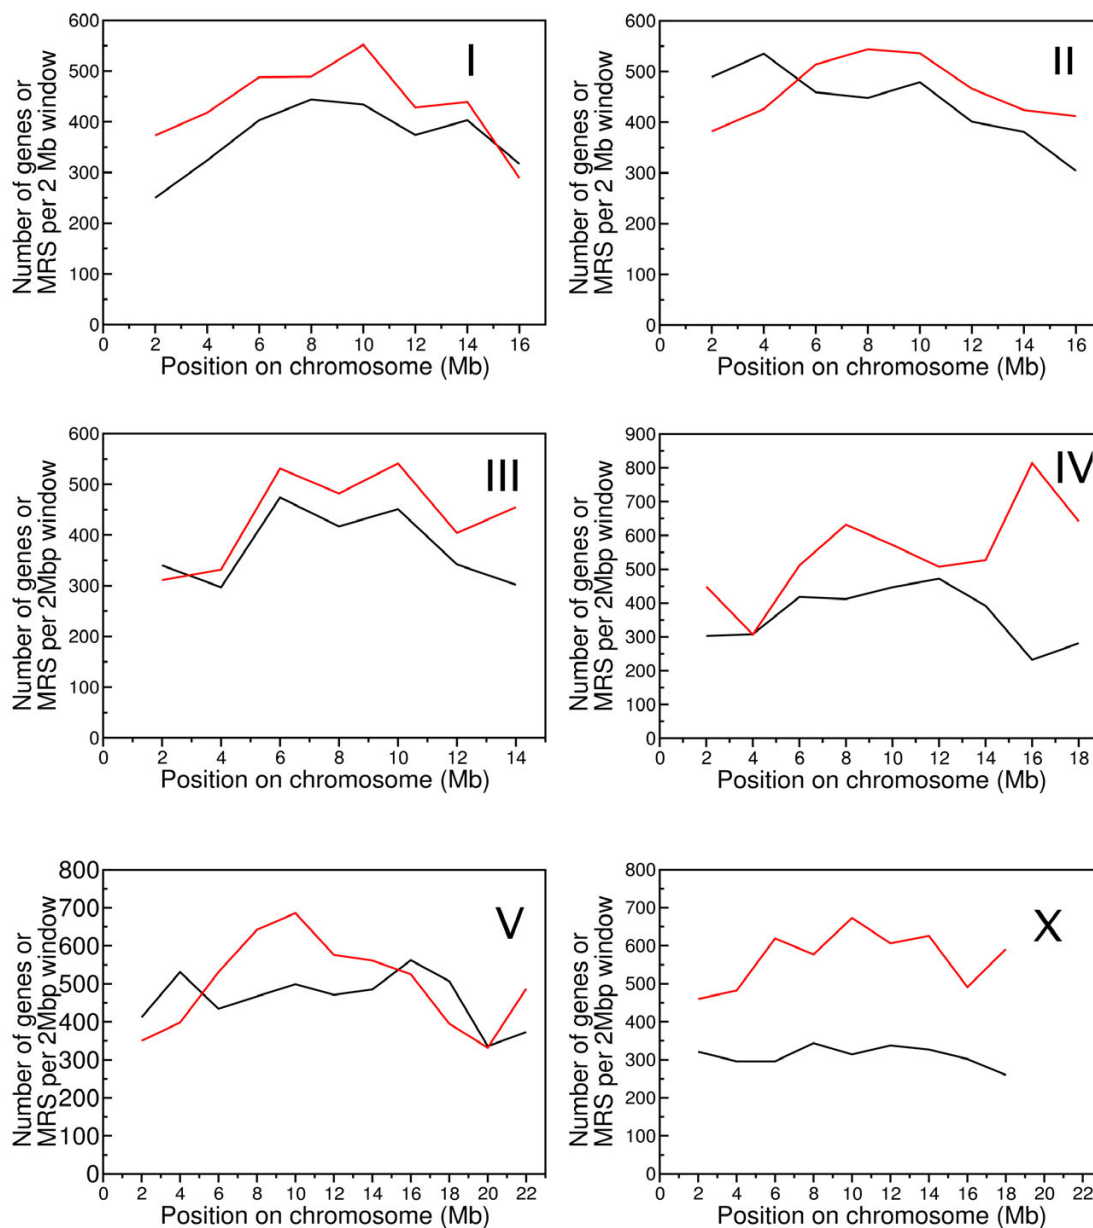 I
Number of genes or
MRS per 2 Mb window
600
500
400
300
200
100
0
0 2 4 6 8 10 12 14 16
Position on chromosome (Mb)
II
Number of genes or
MRS per 2 Mb window
600
500
400
300
200
100
0
0 2 4 6 8 10 12 14 16
Position on chromosome (Mb)
III
Number of genes or
MRS per 2Mbp window
600
500
400
300
200
100
0
0 2 4 6 8 10 12 14
Position on chromosome (Mb)
IV
Number of genes or
MRS per 2Mbp window
900
800
700
600
500
400
300
200
100
0
0 2 4 6 8 10 12 14 16 18
Position on chromosome (Mb)
V
Number of genes or
MRS per 2Mbp window
800
700
600
500
400
300
200
100
0
0 2 4 6 8 10 12 14 16 18 20 22
Position on chromosome (Mb)
X
Number of genes or
MRS per 2Mbp window
800
700
600
500
400
300
200
100
0
0 2 4 6 8 10 12 14 16 18 20 22
Position on chromosome (Mb)